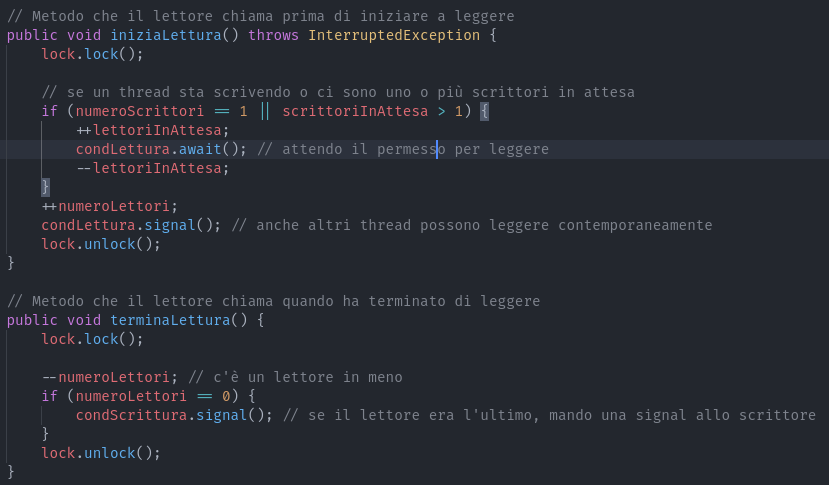 // Metodo che il lettore chiama prima di iniziare a leggere
public void iniziaLettura() throws InterruptedException {
    lock.lock();

    // se un thread sta scrivendo o ci sono uno o più scrittori in attesa
    if (numeroScrittori == 1 || scrittoriInAttesa > 1) {
        ++lettoriInAttesa;
        condLettura.await(); // attendo il permesso per leggere
        --lettoriInAttesa;
    }
    ++numeroLettori;
    condLettura.signal(); // anche altri thread possono leggere contemporaneamente
    lock.unlock();
}

// Metodo che il lettore chiama quando ha terminato di leggere
public void terminaLettura() {
    lock.lock();

    --numeroLettori; // c'è un lettore in meno
    if (numeroLettori == 0) {
        condScrittura.signal(); // se il lettore era l'ultimo, mando una signal allo scrittore
    }
    lock.unlock();
}